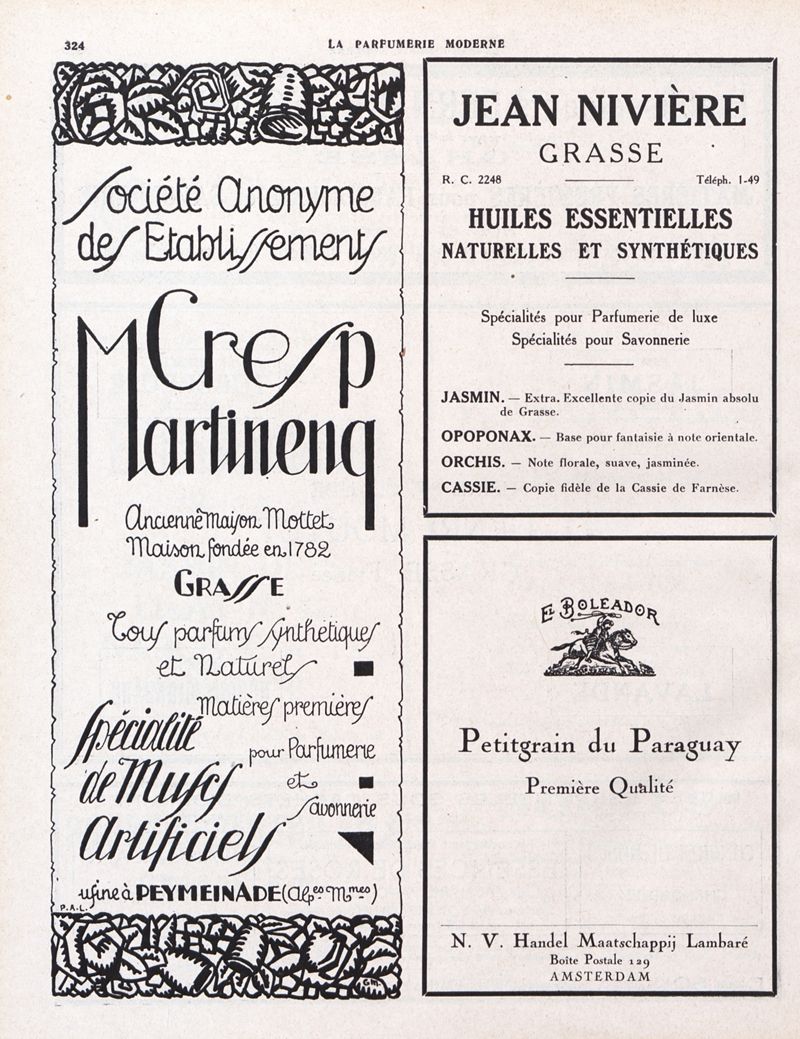 324
LA PARFUMERIE MODERNE
Société Anonyme
des Etablissements
Cresp
Martinenq
Ancienne Maison Mottet
Maison fondée en 1782
GRASSE
Tous parfums synthétiques
et Naturels
Matières premières
pour Parfumerie
et
Savonnerie
Spécialité
de Muscs
Artificiels
usine à PEYMEINADE (Alpes Mmes)
P.A.L.
GM
JEAN NIVIÈRE
GRASSE
R. C. 2248 Téléph. 1-49
HUILES ESSENTIELLES
NATURELLES ET SYNTHÉTIQUES
Spécialités pour Parfumerie de luxe
Spécialités pour Savonnerie
JASMIN. — Extra. Excellente copie du Jasmin absolu
de Grasse.
OPOPONAX. — Base pour fantaisie à note orientale.
ORCHIS. — Note florale, suave, jasminée.
CASSIE. — Copie fidèle de la Cassie de Farnèse.
EL BOLEADOR
Petitgrain du Paraguay
Première Qualité
N. V. Handel Maatschappij Lambaré
Boîte Postale 129
AMSTERDAM